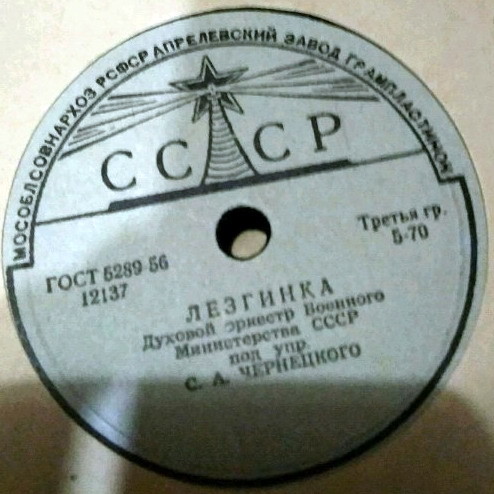 МОСОБЛСОВНАРХОЗ РСФСР АПРЕЛЕВСКИЙ ЗАВОД ГРАМПЛАСТИНОК
СССР
ГОСТ 5289-56
12137
Третья гр.
5-70
ЛЕЗГИНКА
Духовой оркестр Военного
Министерства СССР
под упр.
С. А. ЧЕРНЕЦКОГО